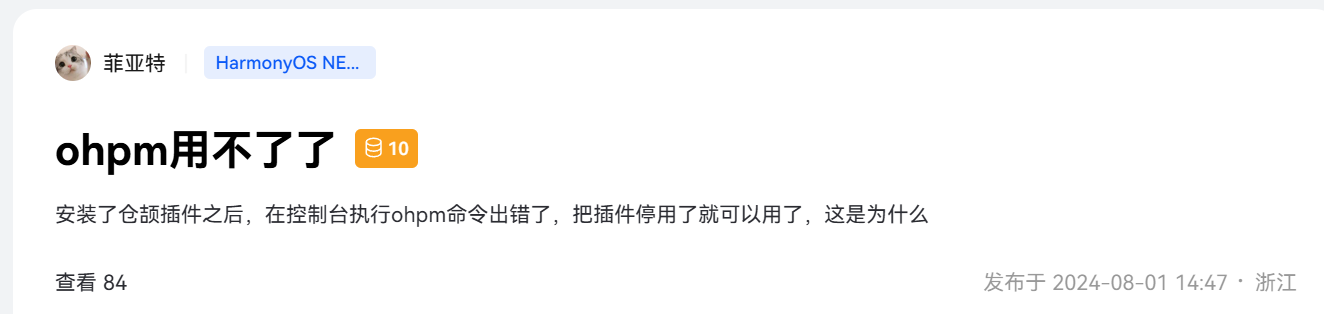 菲亚特 HarmonyOS NE...
ohpm用不了了 10
安装了仓颉插件之后，在控制台执行ohpm命令出错了，把插件停用了就可以用了，这是为什么
查看 84 发布于 2024-08-01 14:47 · 浙江